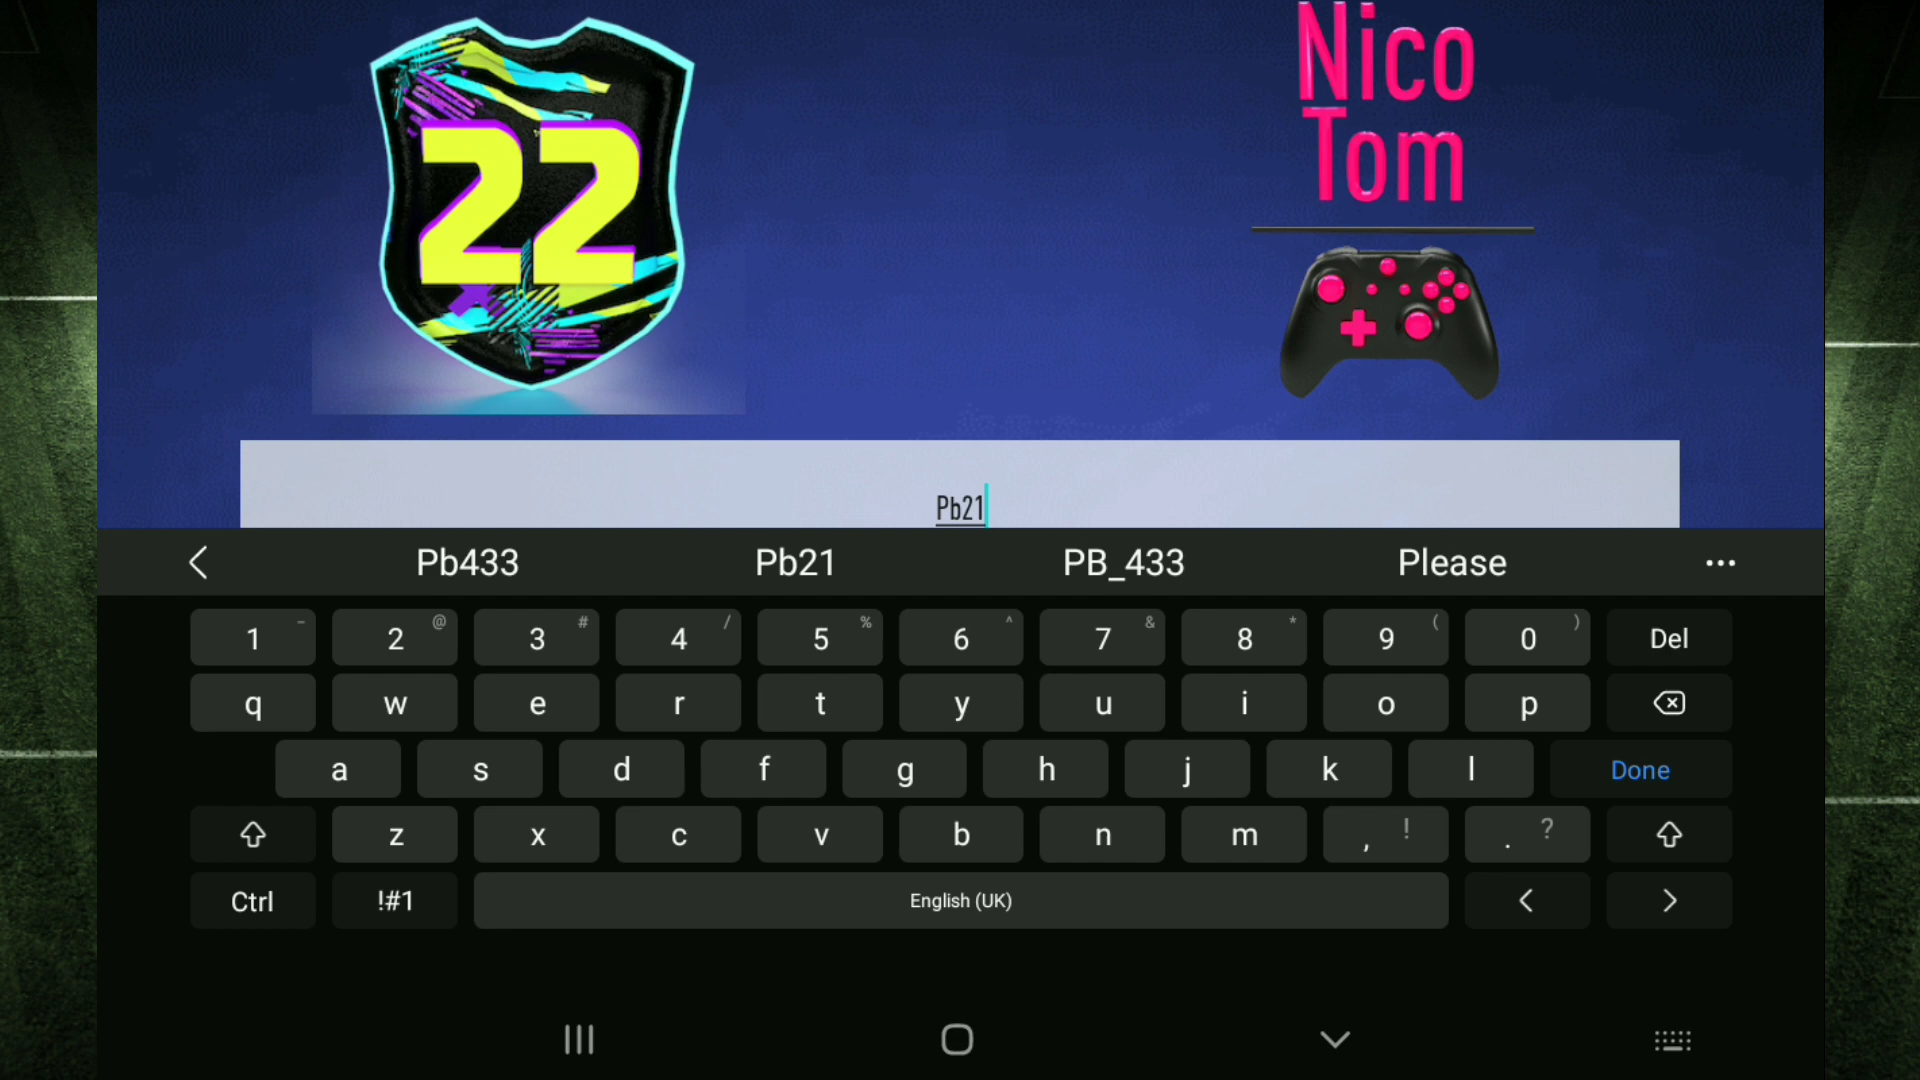 22
Nico
Tom
Pb21
Pb433 Pb21 PB_433 Please ...
1 - 2 @ 3 # 4 / 5 % 6 ^ 7 & 8 * 9 ( 0 ) Del
q w e r t y u i o p
a s d f g h j k l Done
z x c v b n m , ! . ?
Ctrl !#1 English (UK) < >